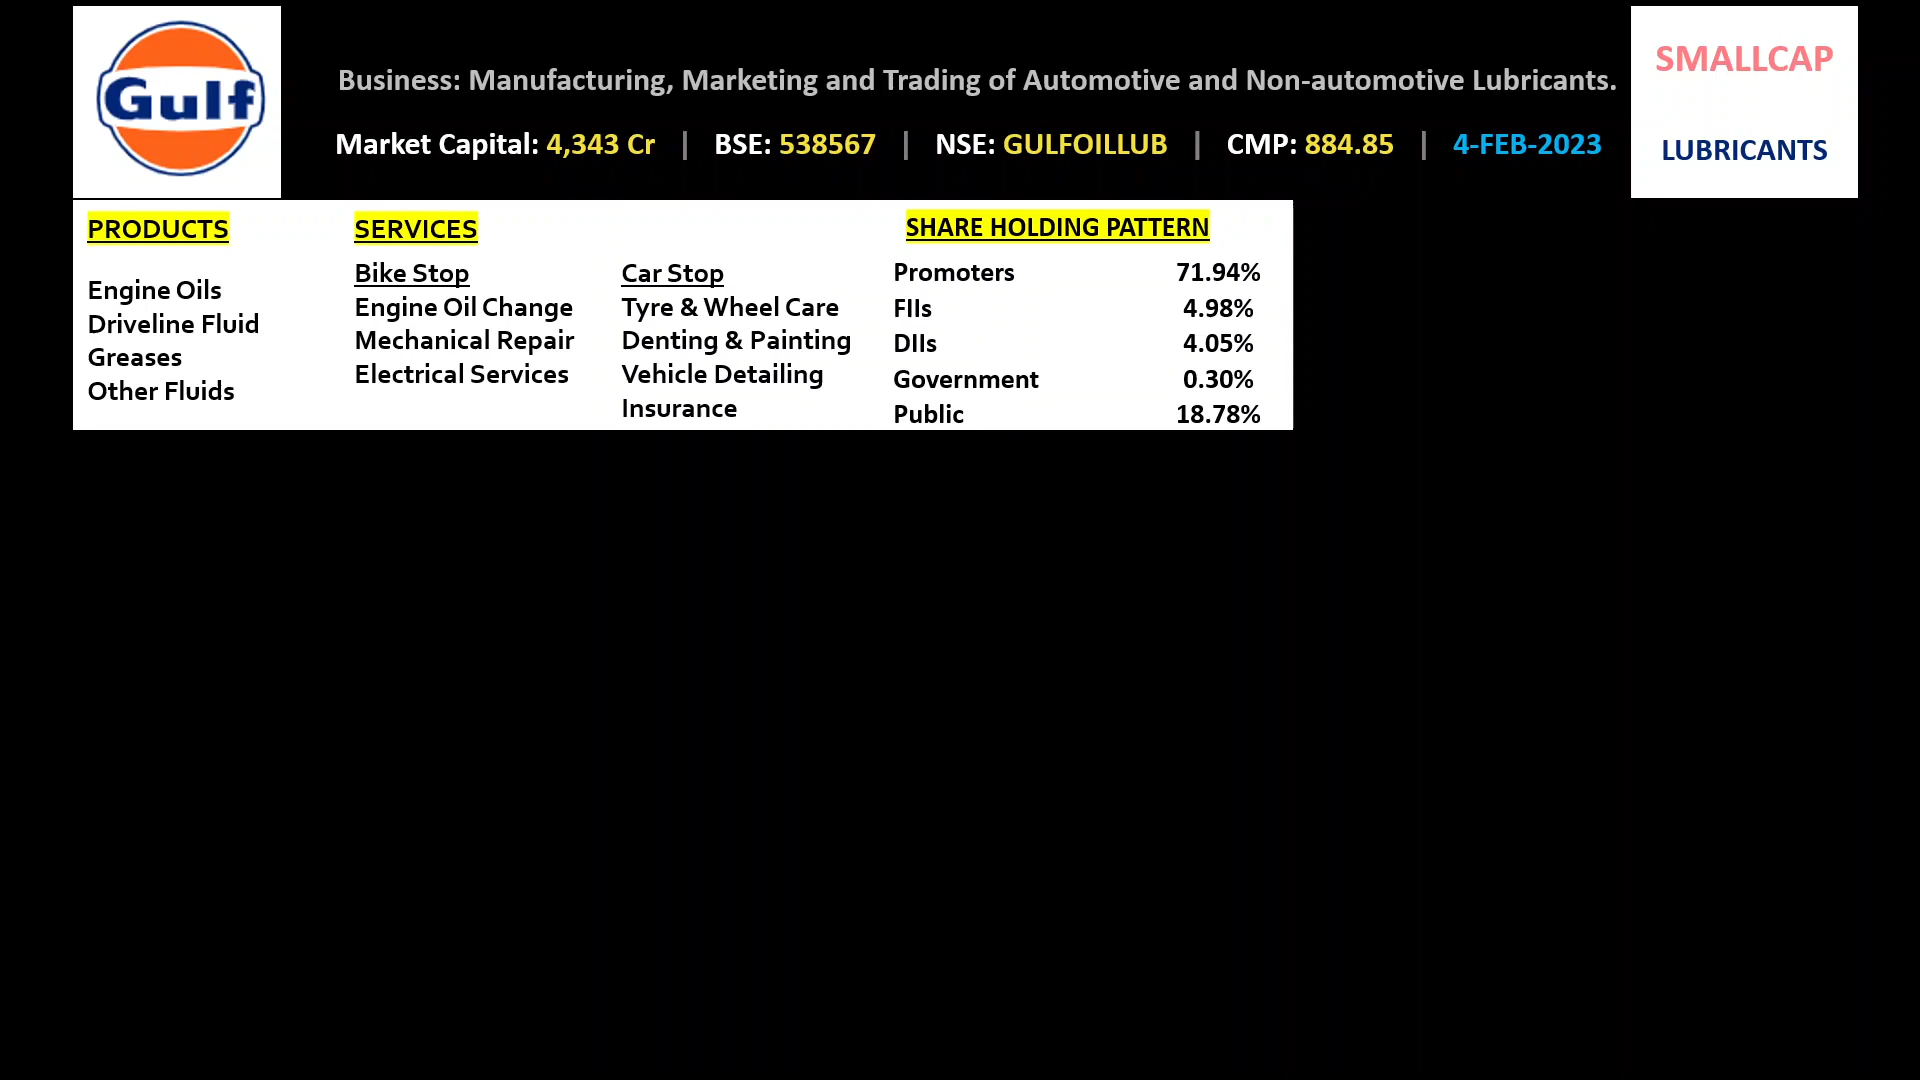 Gulf
Business: Manufacturing, Marketing and Trading of Automotive and Non-automotive Lubricants.
Market Capital: 4,343 Cr | BSE: 538567 | NSE: GULFOILLUB | CMP: 884.85 | 4-FEB-2023
SMALLCAP
LUBRICANTS
PRODUCTS
Engine Oils
Driveline Fluid
Greases
Other Fluids
SERVICES
Bike Stop
Engine Oil Change
Mechanical Repair
Electrical Services
Car Stop
Tyre & Wheel Care
Denting & Painting
Vehicle Detailing
Insurance
SHARE HOLDING PATTERN
Promoters 71.94%
FIIs 4.98%
DIIs 4.05%
Government 0.30%
Public 18.78%